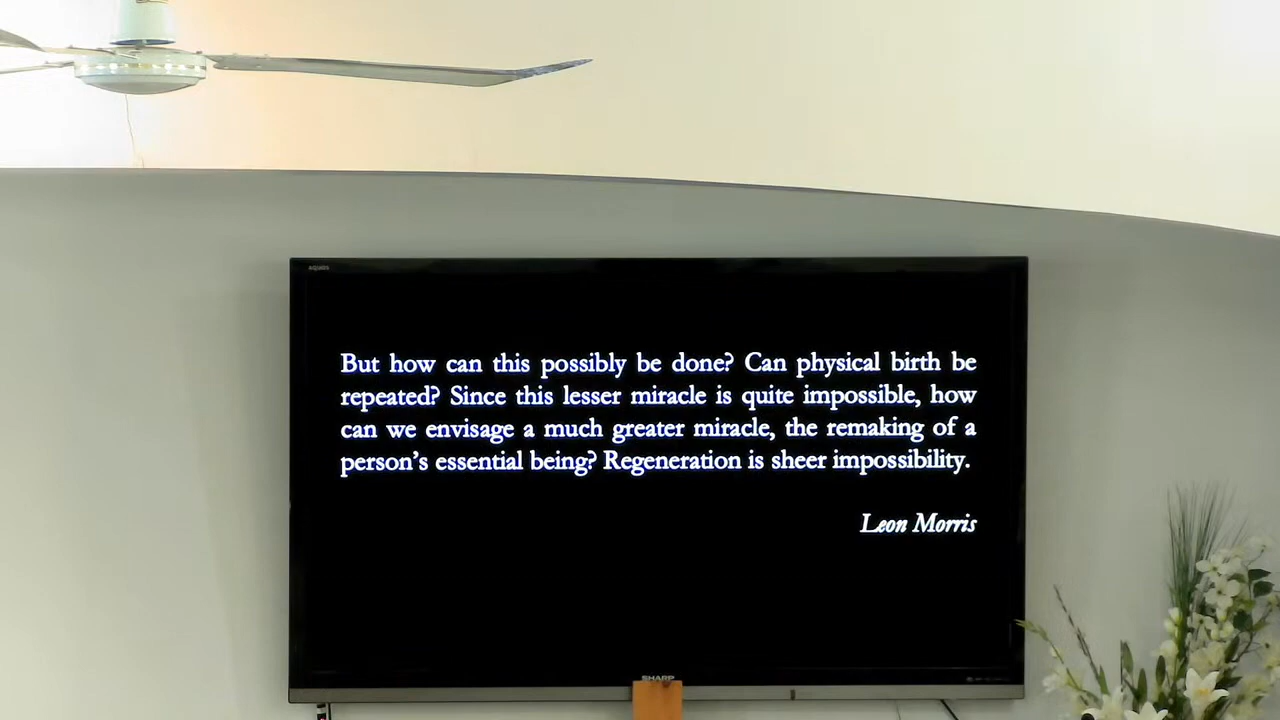 AQUOS
But how can this possibly be done? Can physical birth be
repeated? Since this lesser miracle is quite impossible, how
can we envisage a much greater miracle, the remaking of a
person’s essential being? Regeneration is sheer impossibility.
Leon Morris
SHARP